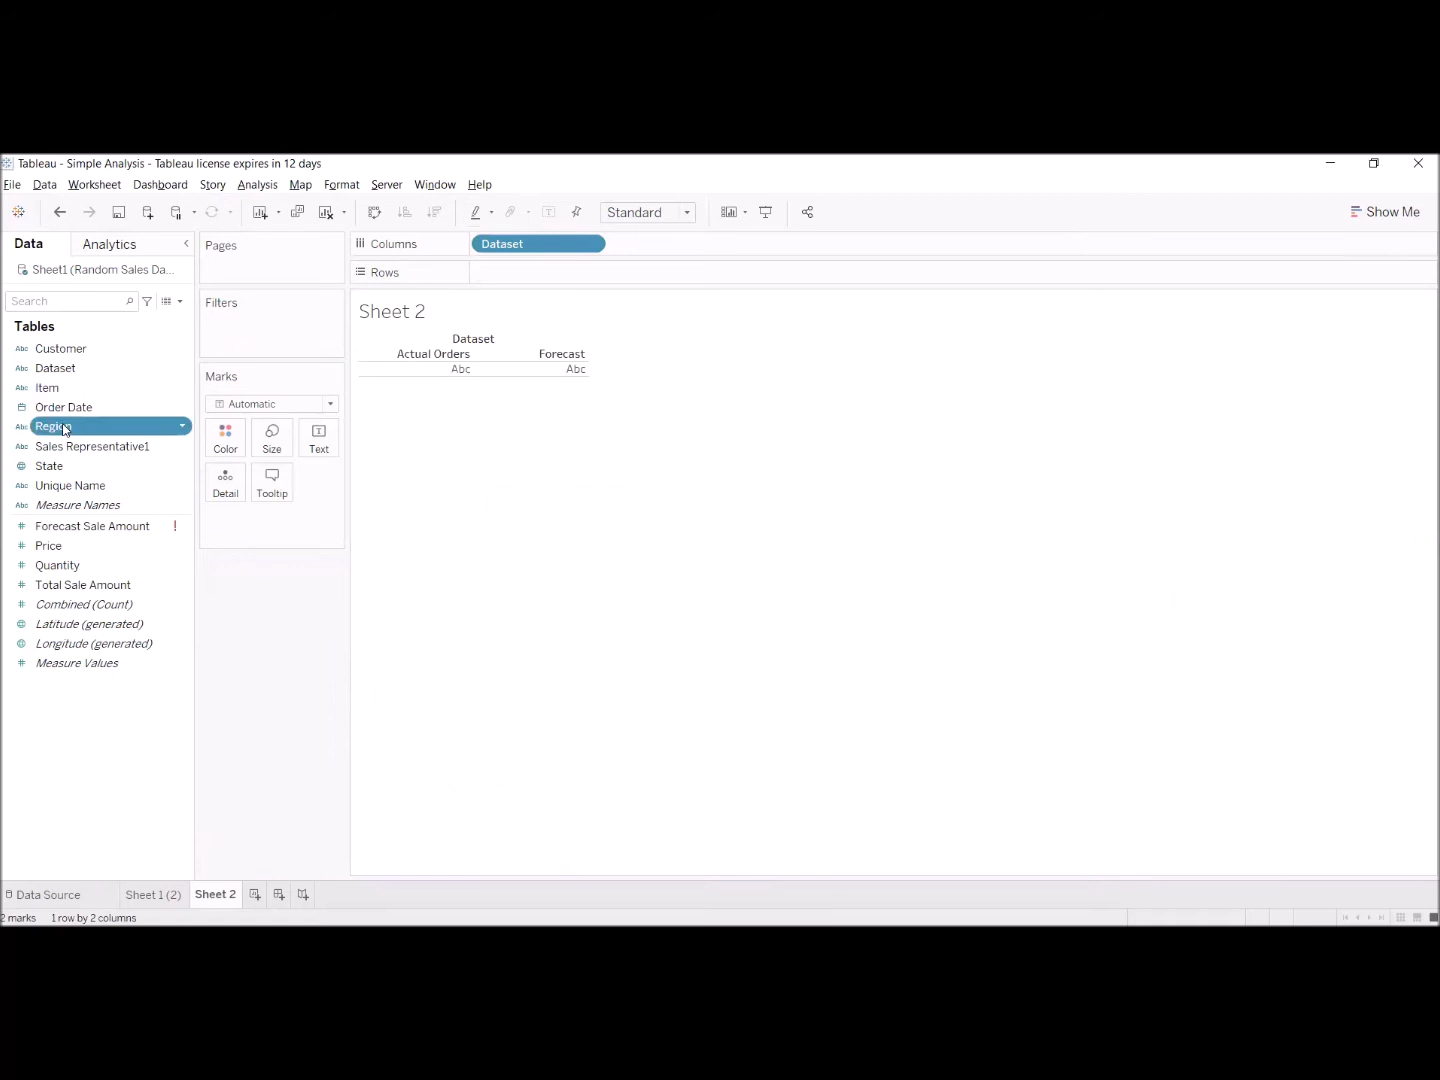 Tableau - Simple Analysis - Tableau license expires in 12 days
File Data Worksheet Dashboard Story Analysis Map Format Server Window Help
Standard
Show Me
Data Analytics
Pages
Columns Dataset
Sheet1 (Random Sales Da...
Rows
Search
Filters
Sheet 2
Tables
Dataset
Customer
Actual Orders Forecast
Dataset
Abc Abc
Marks
Item
Automatic
Order Date
Region
Color Size Text
Sales Representative1
State
Unique Name
Detail Tooltip
Measure Names
Forecast Sale Amount !
Price
Quantity
Total Sale Amount
Combined (Count)
Latitude (generated)
Longitude (generated)
Measure Values
Data Source Sheet 1 (2) Sheet 2
2 marks 1 row by 2 columns